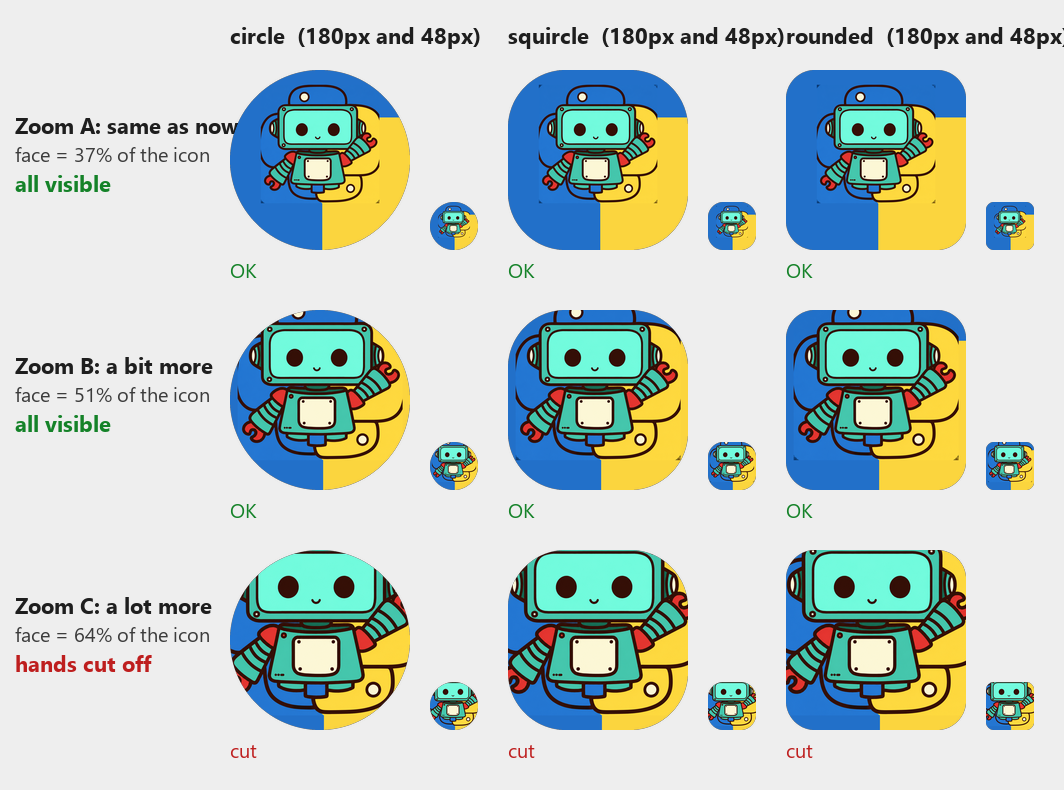 circle  (180px and 48px)
squircle  (180px and 48px)
rounded  (180px and 48px)
Zoom A: same as now
face = 37% of the icon
all visible
OK
OK
OK
Zoom B: a bit more
face = 51% of the icon
all visible
OK
OK
OK
Zoom C: a lot more
face = 64% of the icon
hands cut off
cut
cut
cut